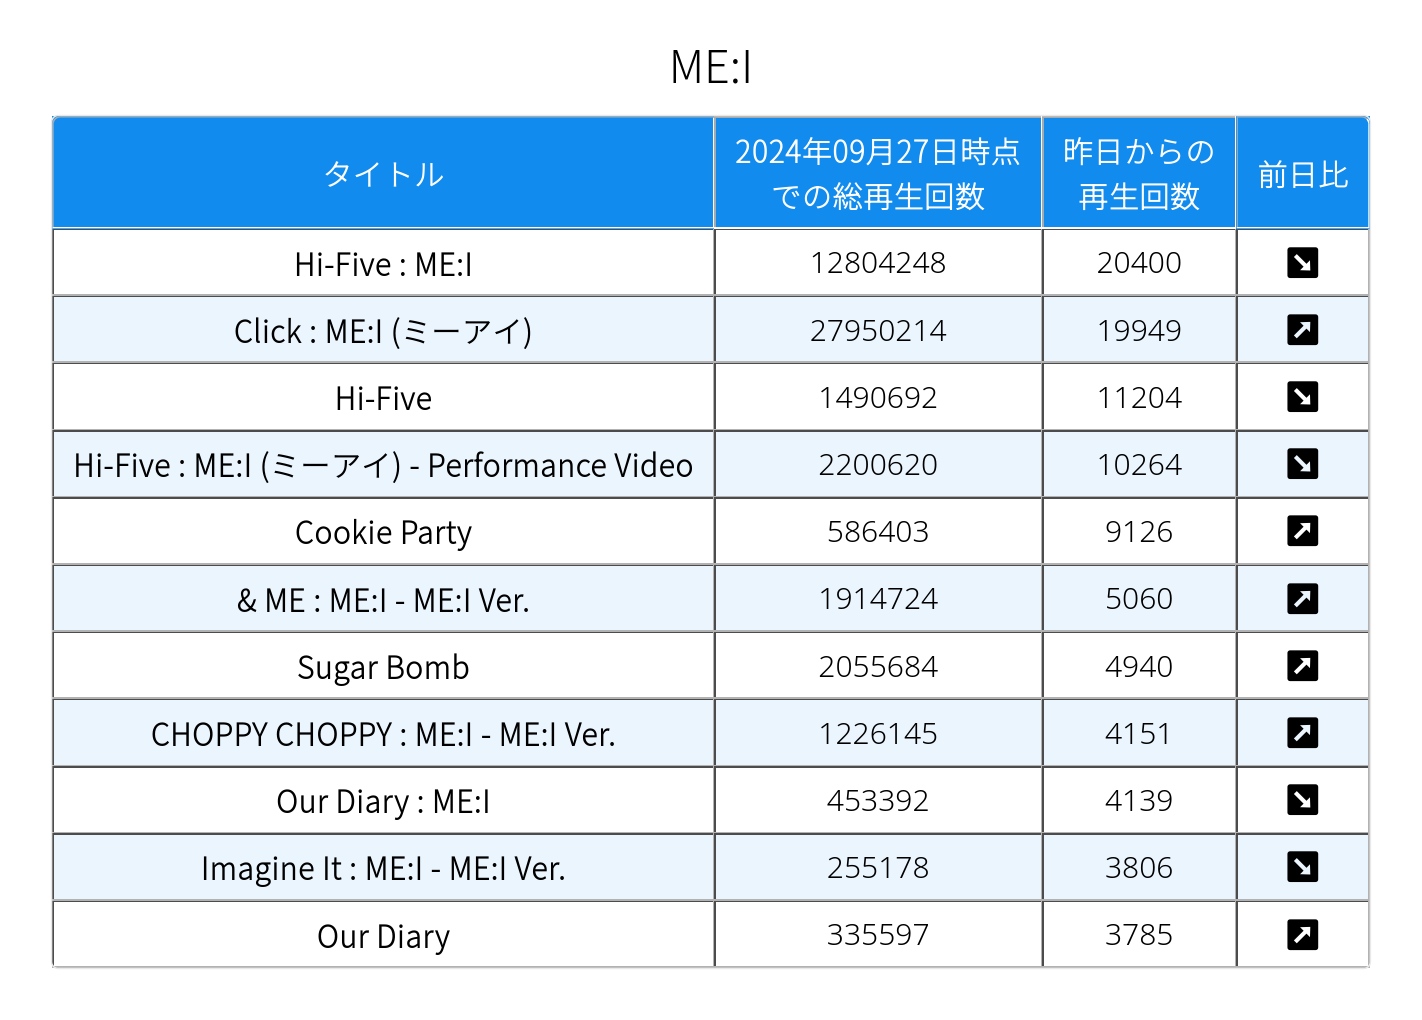 ME:I
タイトル 2024年09月27日時点 での総再生回数 昨日からの 再生回数 前日比
Hi-Five : ME:I 12804248 20400 ↘
Click : ME:I (ミーアイ) 27950214 19949 ↗
Hi-Five 1490692 11204 ↘
Hi-Five : ME:I (ミーアイ) - Performance Video 2200620 10264 ↘
Cookie Party 586403 9126 ↗
& ME : ME:I - ME:I Ver. 1914724 5060 ↗
Sugar Bomb 2055684 4940 ↗
CHOPPY CHOPPY : ME:I - ME:I Ver. 1226145 4151 ↗
Our Diary : ME:I 453392 4139 ↘
Imagine It : ME:I - ME:I Ver. 255178 3806 ↘
Our Diary 335597 3785 ↗